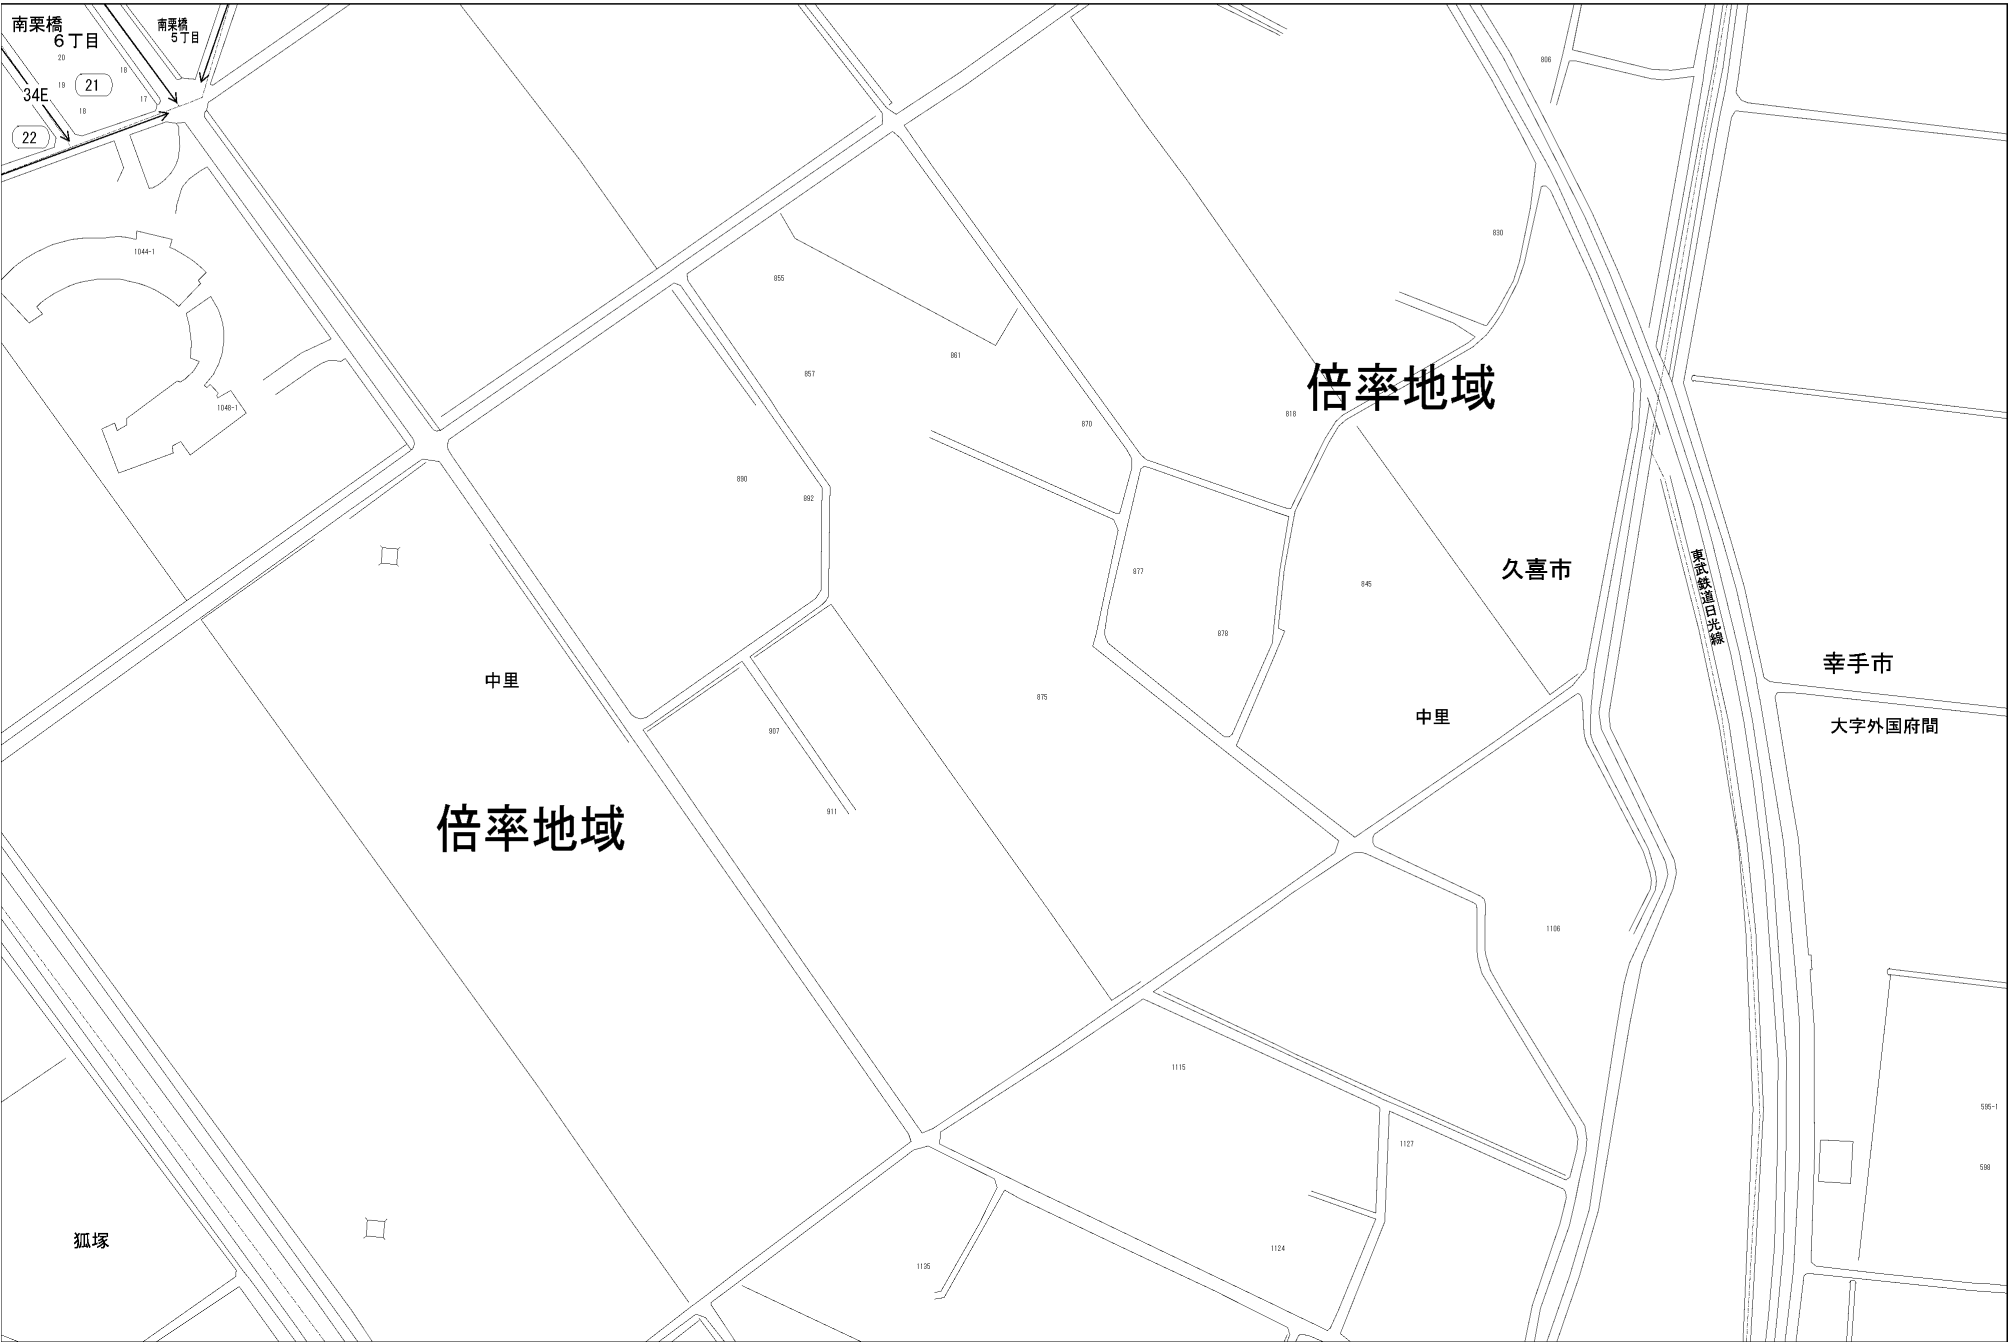 南栗橋
6丁目
南栗橋
5丁目
20
18
19
21
17
18
34E
22
806
830
1044-1
855
861
857
1048-1
倍率地域
818
870
890
892
久喜市
877
845
東武鉄道日光線
878
幸手市
中里
875
中里
大字外国府間
907
911
倍率地域
1106
1115
595-1
1127
598
狐塚
1124
1135